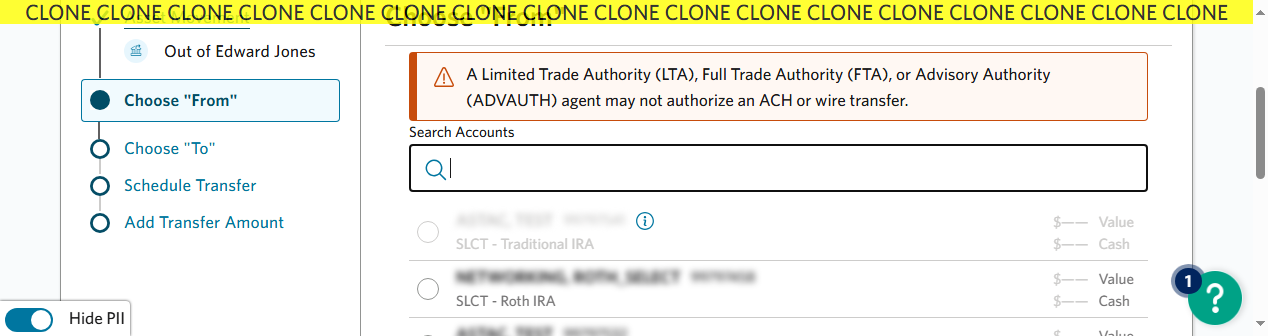 CLONE CLONE CLONE CLONE CLONE CLONE CLONE CLONE CLONE CLONE CLONE CLONE CLONE CLONE CLONE CLONE CLONE
Out of Edward Jones
Choose "From"
Choose "To"
Schedule Transfer
Add Transfer Amount
Hide PII
Choose "From"
A Limited Trade Authority (LTA), Full Trade Authority (FTA), or Advisory Authority
(ADVAUTH) agent may not authorize an ACH or wire transfer.
Search Accounts
$—— Value
SLCT - Traditional IRA $—— Cash
$—— Value
SLCT - Roth IRA $—— Cash
Value
1
?